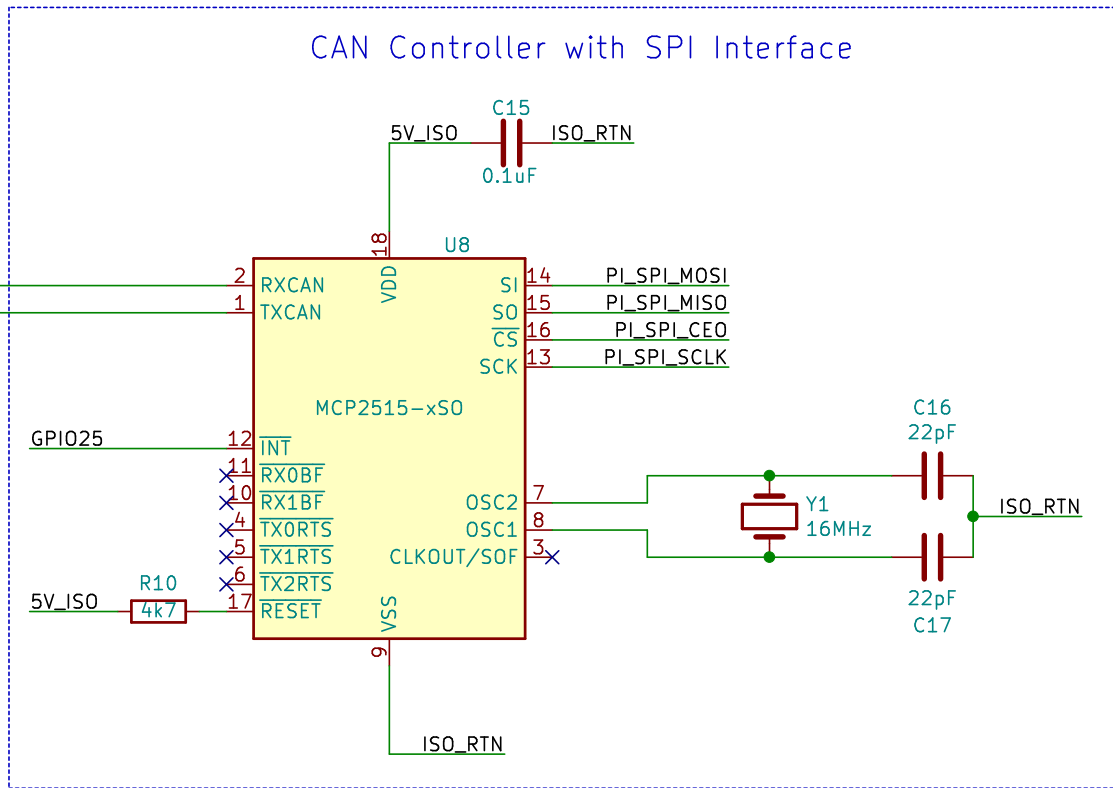 CAN Controller with SPI Interface
C15
5V_ISO ISO_RTN
0.1uF
18
U8
VDD
2 RXCAN
1 TXCAN
SI 14 PI_SPI_MOSI
SO 15 PI_SPI_MISO
CS 16 PI_SPI_CE0
SCK 13 PI_SPI_SCLK
MCP2515-xSO
GPIO25 12 INT
11 RX0BF
10 RX1BF
4 TX0RTS
5 TX1RTS
6 TX2RTS
R10
5V_ISO 4k7 17 RESET
OSC2 7
OSC1 8
CLKOUT/SOF 3
VSS
9
ISO_RTN
C16
22pF
Y1
16MHz
ISO_RTN
22pF
C17